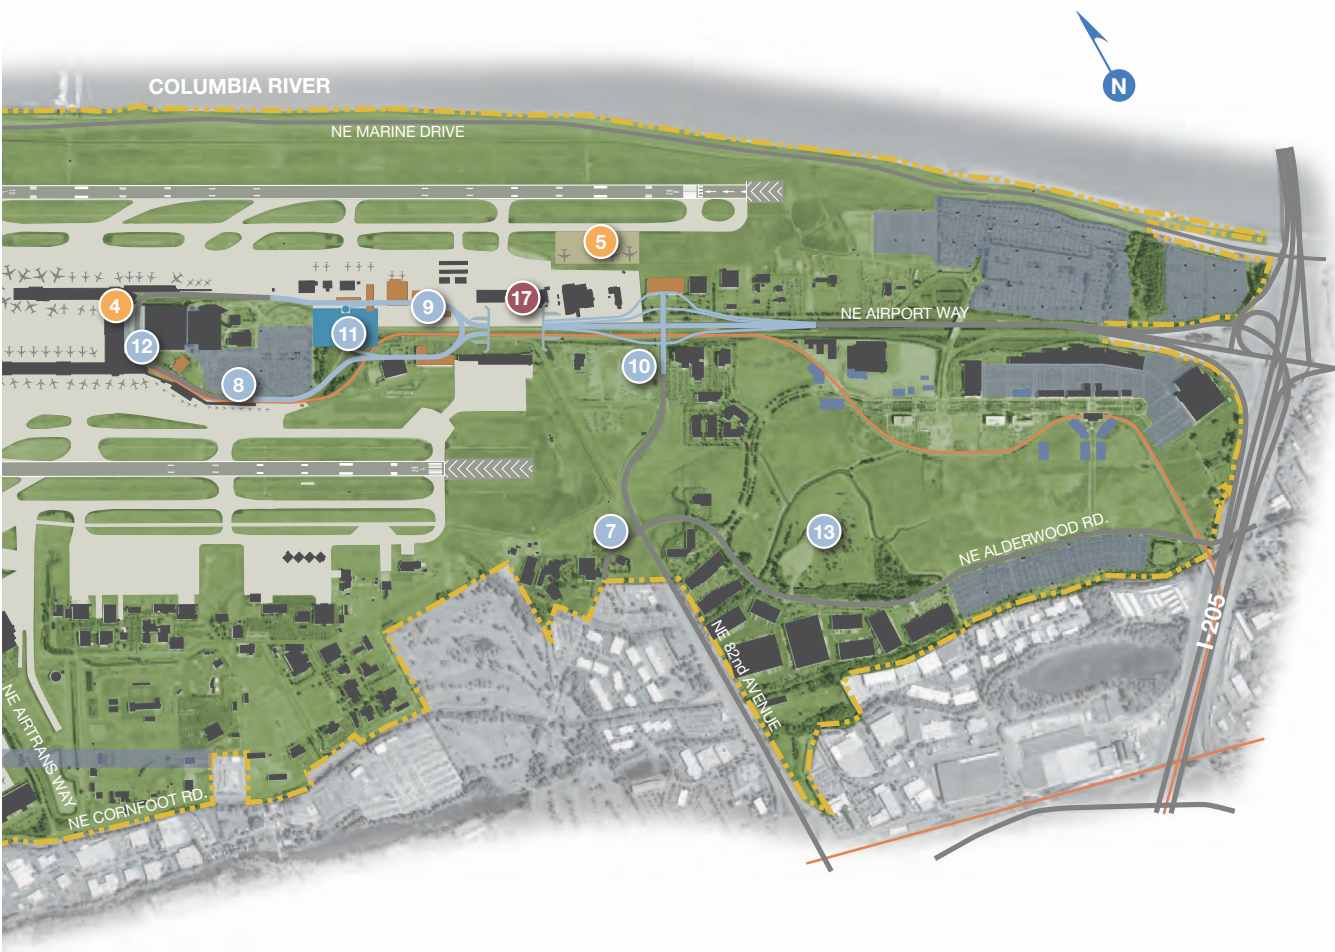 N
COLUMBIA RIVER
NE MARINE DRIVE
5
4
17
9
NE AIRPORT WAY
11
12
10
8
7
13
NE ALDERWOOD RD.
I-205
NE 82nd AVENUE
NE AIRTRANS WAY
NE CORNFOOT RD.